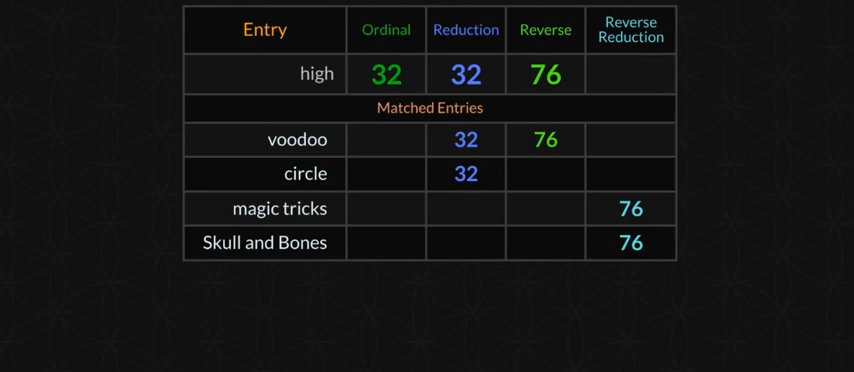 Entry Ordinal Reduction Reverse Reverse Reduction
high 32 32 76
Matched Entries
voodoo 32 76
circle 32
magic tricks 76
Skull and Bones 76